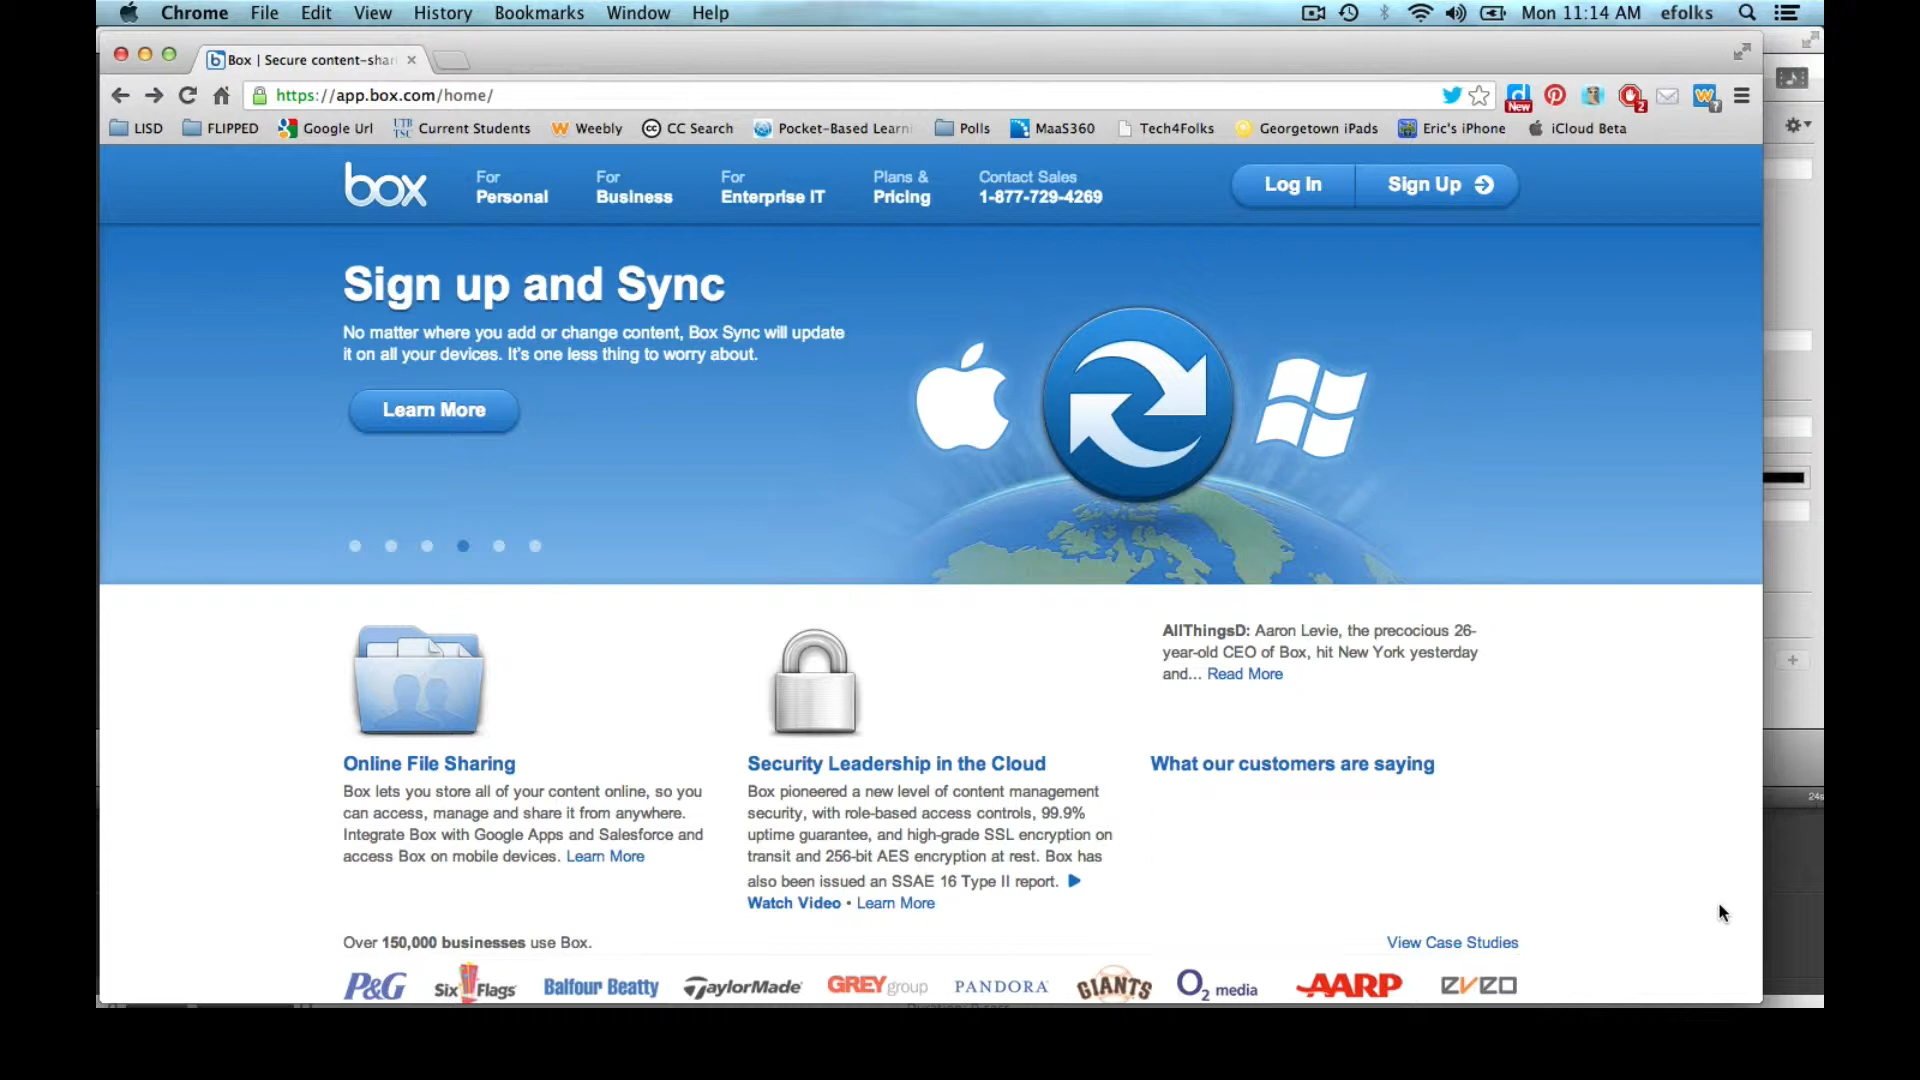 Chrome File Edit View History Bookmarks Window Help Mon 11:14 AM efolks
Box | Secure content-shar
https://app.box.com/home/
New
2
W
?
LISD FLIPPED Google Url UTB TSC Current Students Weebly CC Search Pocket-Based Learni Polls MaaS360 Tech4Folks Georgetown iPads Eric's iPhone iCloud Beta
box
For Personal
For Business
For Enterprise IT
Plans & Pricing
Contact Sales
1-877-729-4269
Log In
Sign Up
Sign up and Sync
No matter where you add or change content, Box Sync will update
it on all your devices. It's one less thing to worry about.
Learn More
Online File Sharing
Box lets you store all of your content online, so you
can access, manage and share it from anywhere.
Integrate Box with Google Apps and Salesforce and
access Box on mobile devices. Learn More
Security Leadership in the Cloud
Box pioneered a new level of content management
security, with role-based access controls, 99.9%
uptime guarantee, and high-grade SSL encryption on
transit and 256-bit AES encryption at rest. Box has
also been issued an SSAE 16 Type II report.
Watch Video • Learn More
AllThingsD: Aaron Levie, the precocious 26-
year-old CEO of Box, hit New York yesterday
and... Read More
What our customers are saying
Over 150,000 businesses use Box.
View Case Studies
P&G Six Flags Balfour Beatty TaylorMade GREY group PANDORA GIANTS O2 media AARP eveo